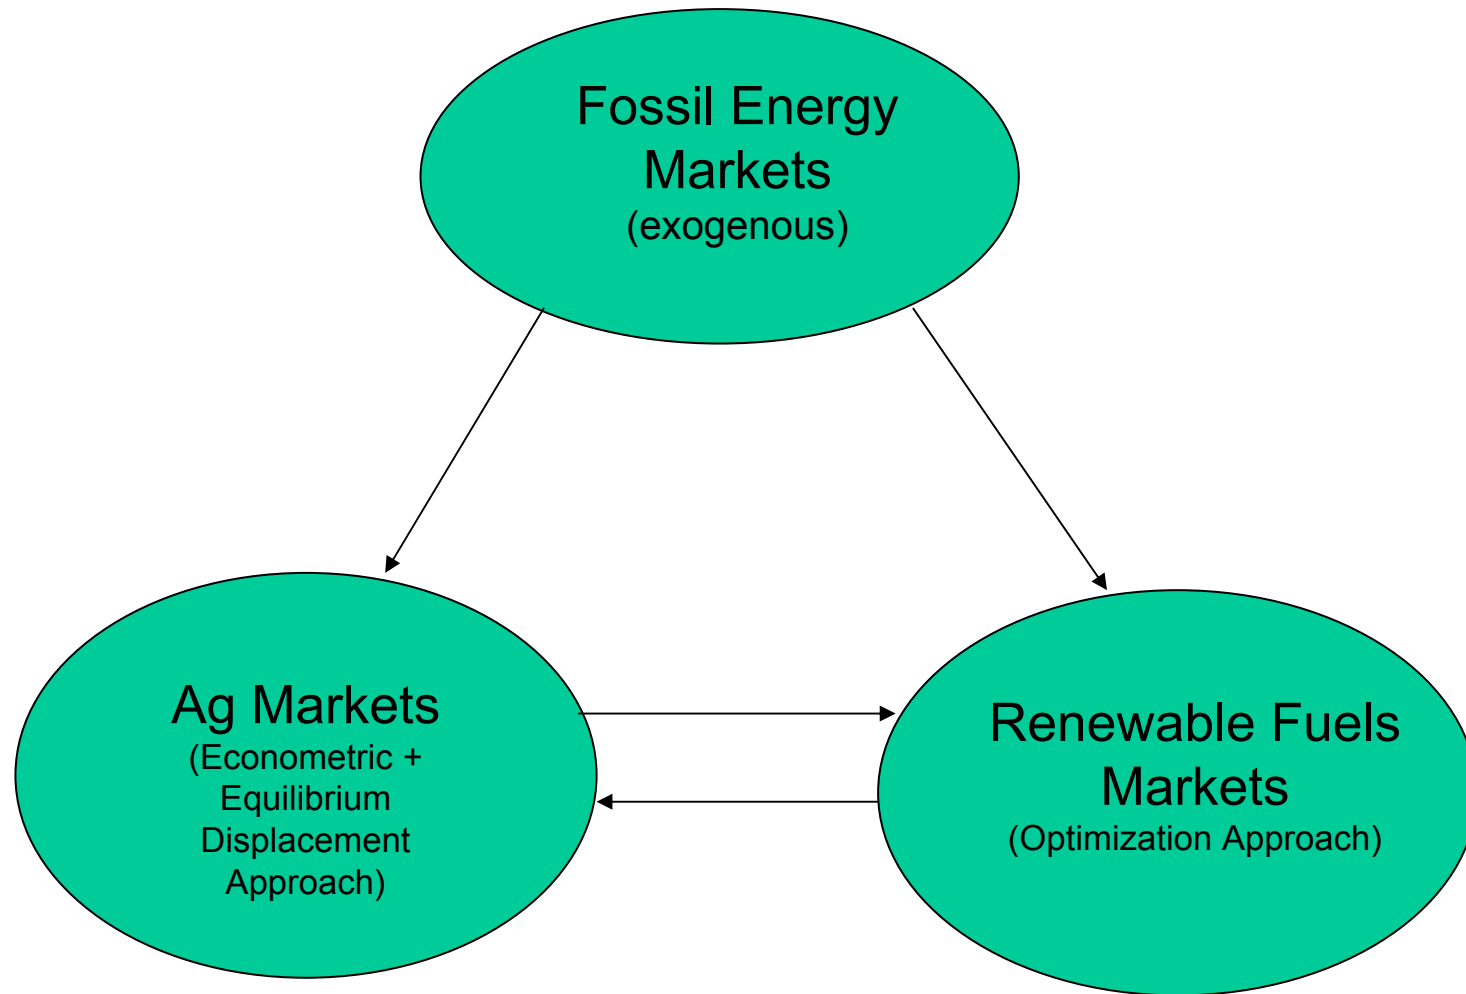 Fossil Energy
Markets
(exogenous)
Ag Markets
(Econometric +
Equilibrium
Displacement
Approach)
Renewable Fuels
Markets
(Optimization Approach)